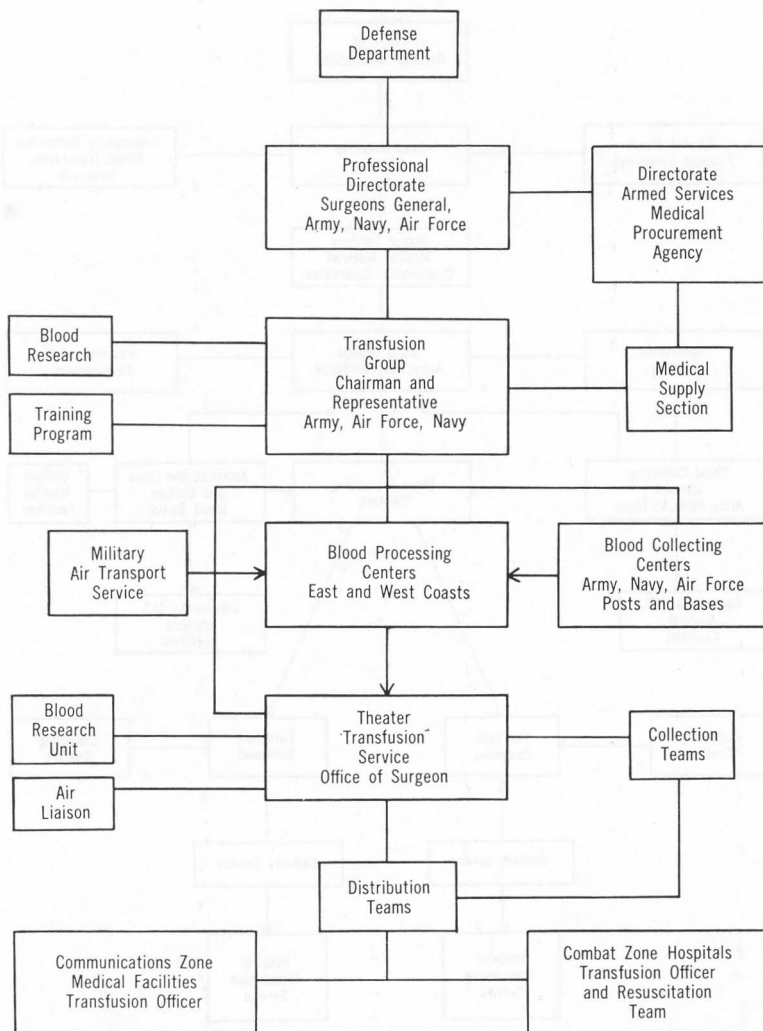 Defense
Department
Professional
Directorate
Surgeons General,
Army, Navy, Air Force
Directorate
Armed Services
Medical
Procurement
Agency
Blood
Research
Transfusion
Group
Chairman and
Representative
Army, Air Force, Navy
Medical
Supply
Section
Training
Program
Military
Air Transport
Service
Blood Processing
Centers
East and West Coasts
Blood Collecting
Centers
Army, Navy, Air Force
Posts and Bases
Blood
Research
Unit
Theater
"Transfusion"
Service
Office of Surgeon
Collection
Teams
Air
Liaison
Distribution
Teams
Communications Zone
Medical Facilities
Transfusion Officer
Combat Zone Hospitals
Transfusion Officer
and Resuscitation
Team